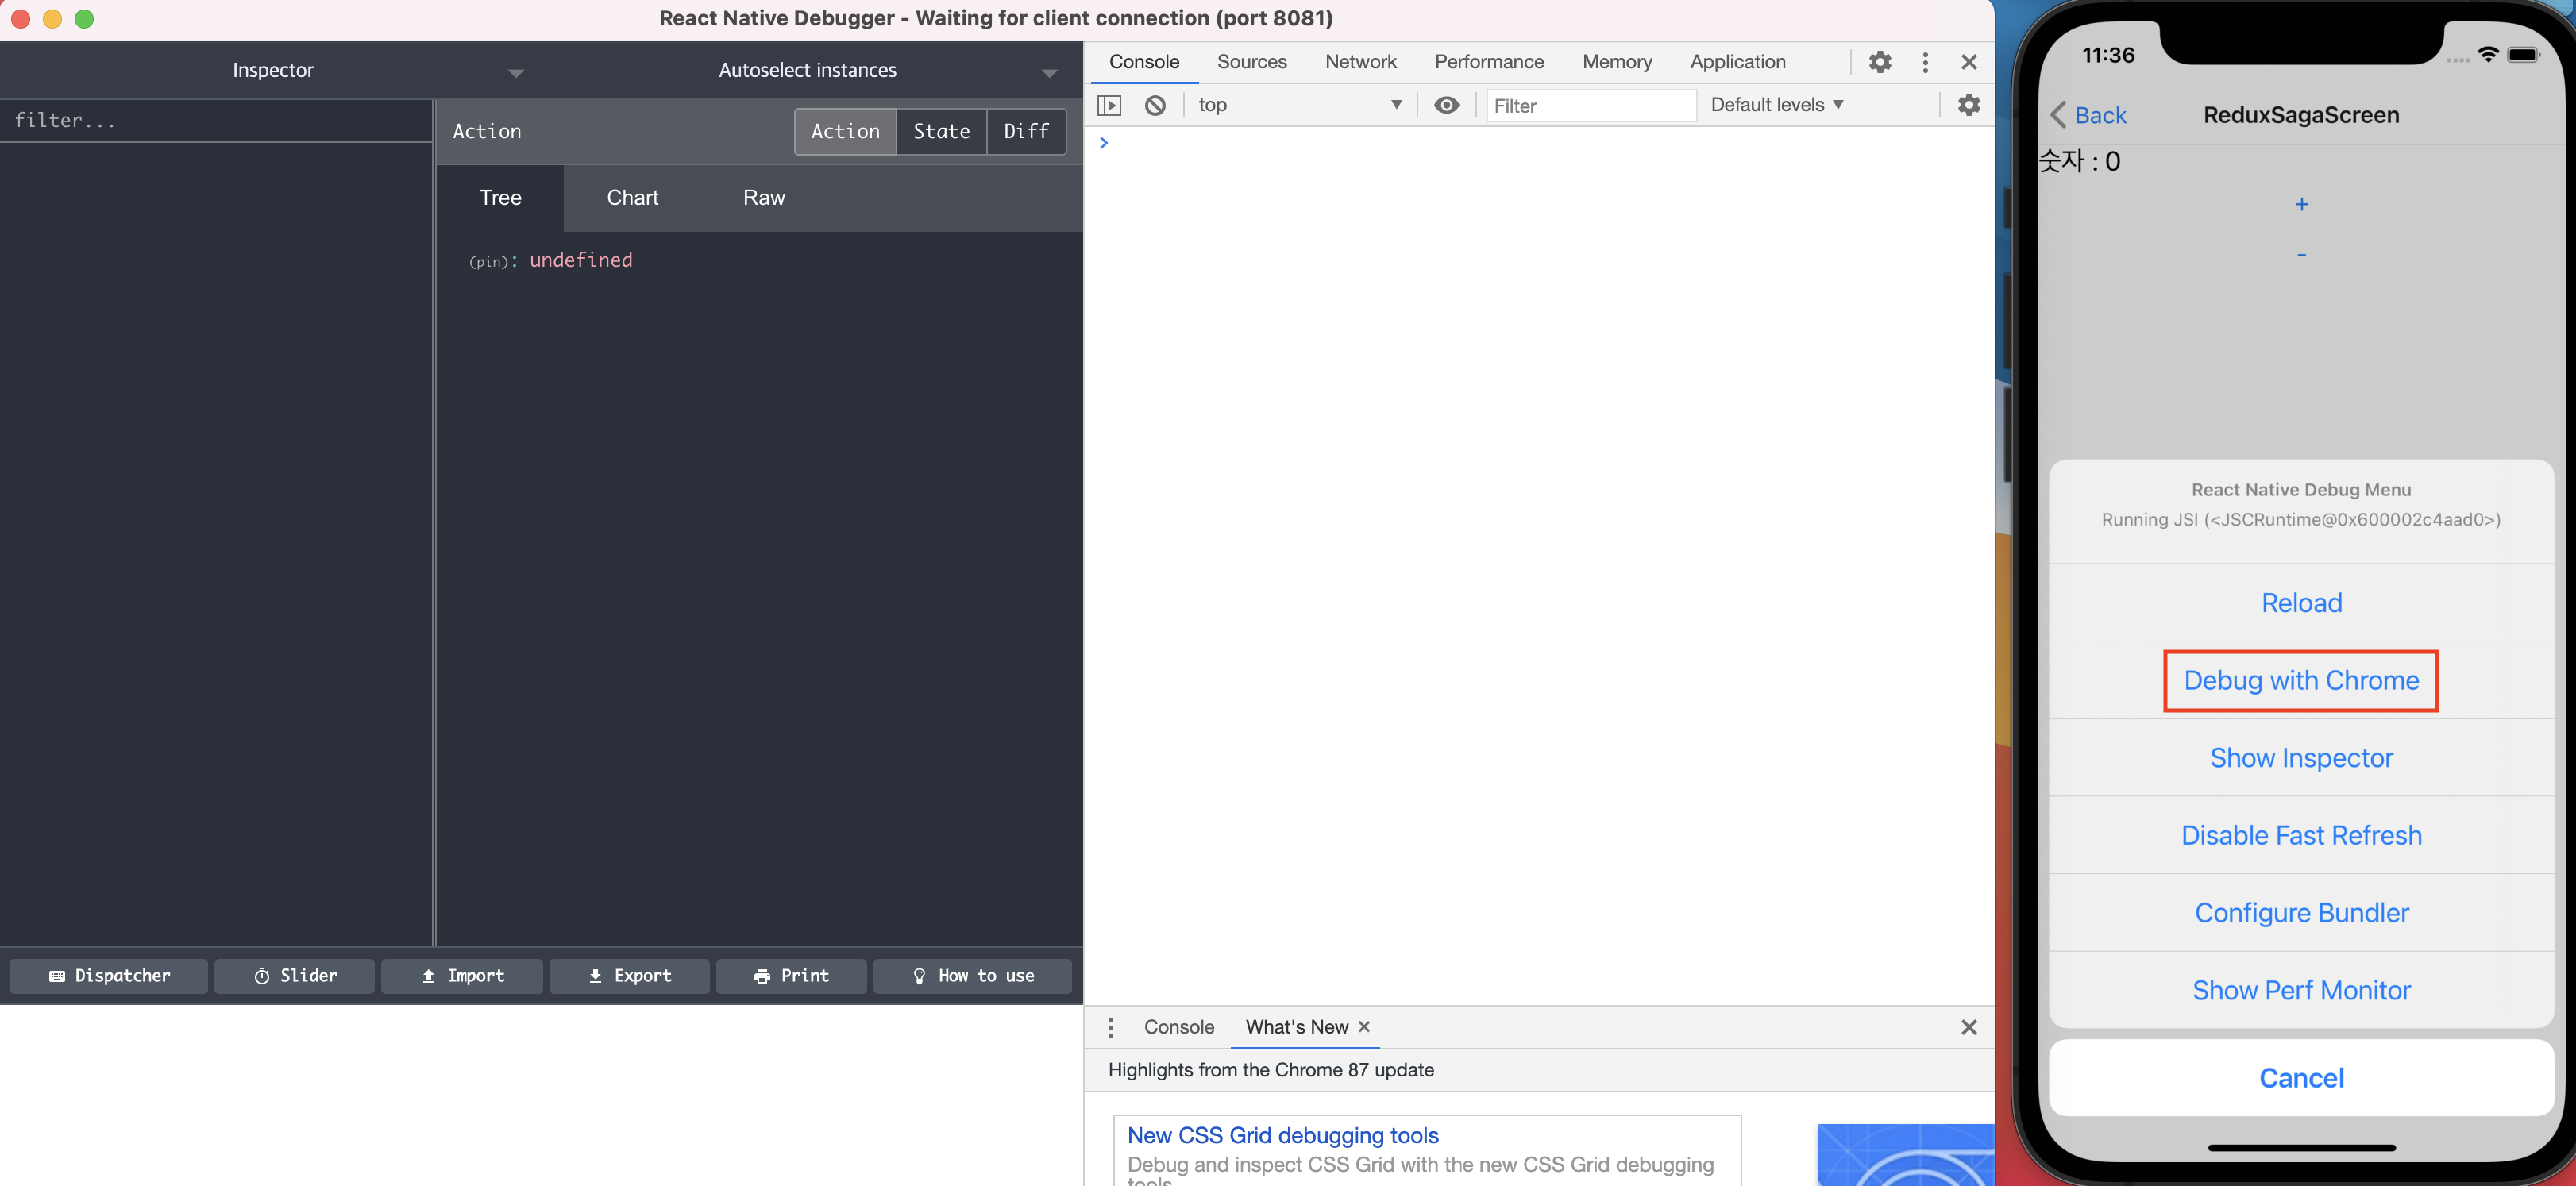 React Native Debugger - Waiting for client connection (port 8081)
Inspector
Autoselect instances
filter...
Action
Action
State
Diff
Tree
Chart
Raw
(pin): undefined
Dispatcher
Slider
Import
Export
Print
How to use
Console
Sources
Network
Performance
Memory
Application
top
Filter
Default levels
Console
What's New
Highlights from the Chrome 87 update
New CSS Grid debugging tools
Debug and inspect CSS Grid with the new CSS Grid debugging
tools.
11:36
Back
ReduxSagaScreen
숫자 : 0
+
-
React Native Debug Menu
Running JSI (<JSCRuntime@0x600002c4aad0>)
Reload
Debug with Chrome
Show Inspector
Disable Fast Refresh
Configure Bundler
Show Perf Monitor
Cancel